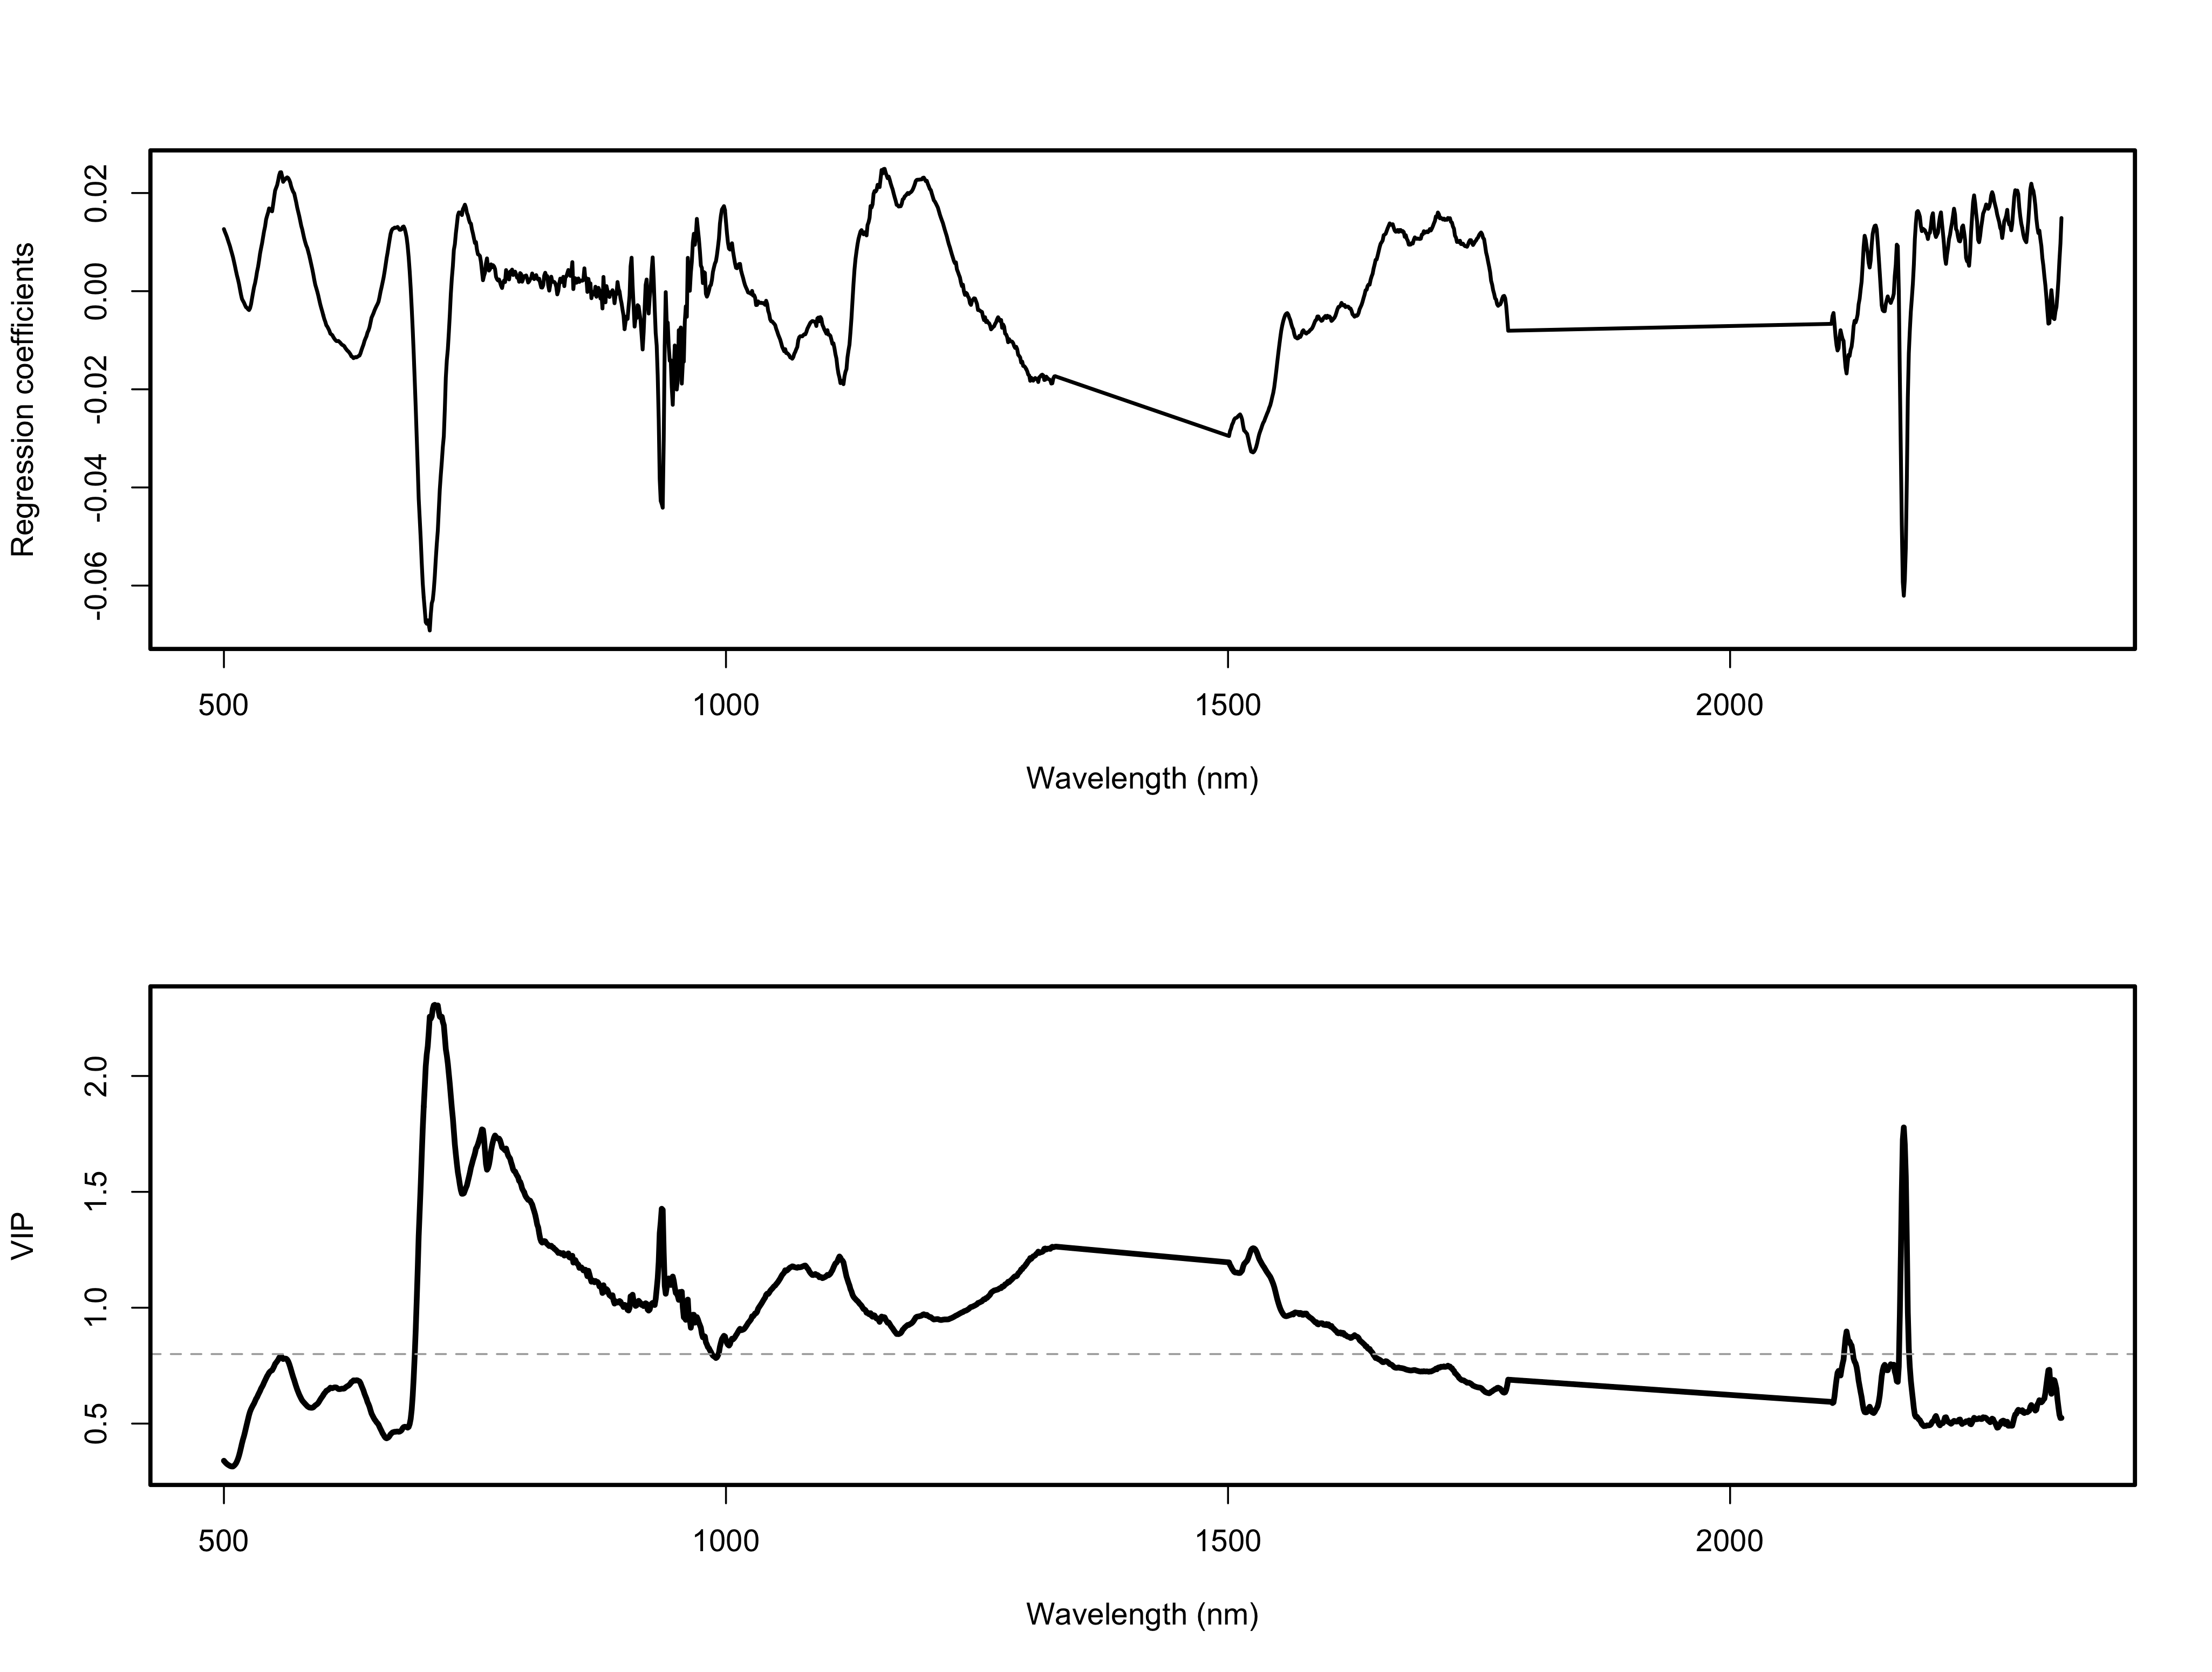 Regression coefficients
0.02
0.00
-0.02
-0.04
-0.06
500 1000 1500 2000
Wavelength (nm)
VIP
2.0
1.5
1.0
0.5
500 1000 1500 2000
Wavelength (nm)